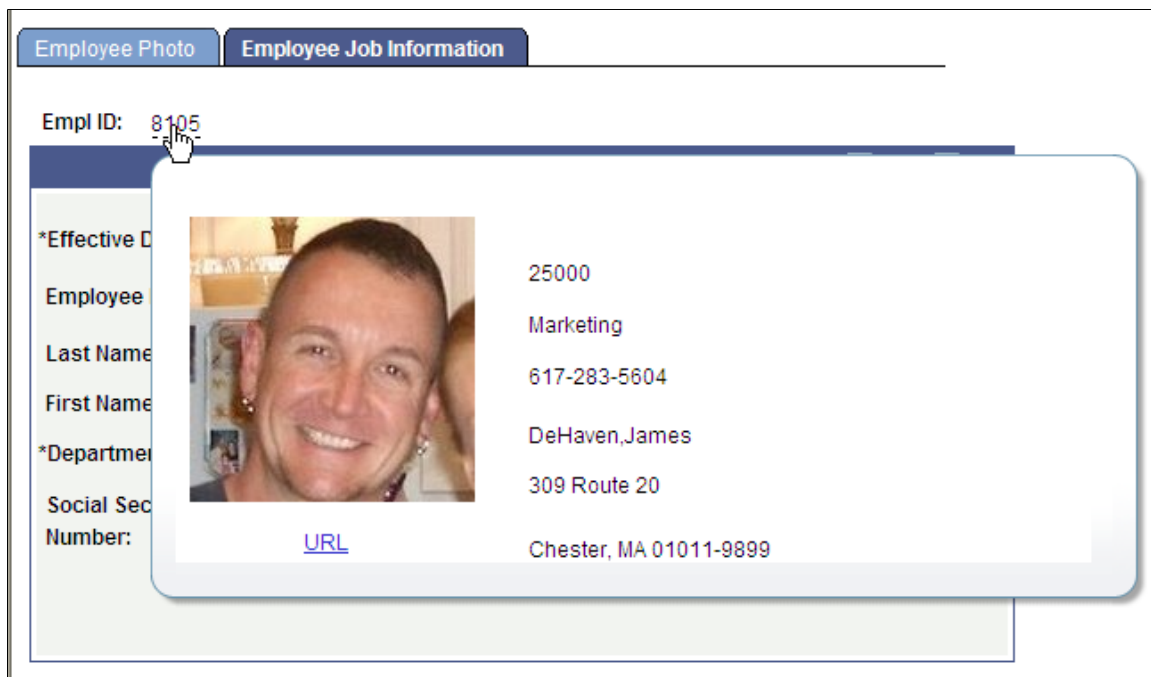 Employee Photo Employee Job Information
Empl ID: 8105
*Effective D
Employee
Last Name
First Name
*Departmen
Social Sec
Number:
25000
Marketing
617-283-5604
DeHaven,James
309 Route 20
Chester, MA 01011-9899
URL